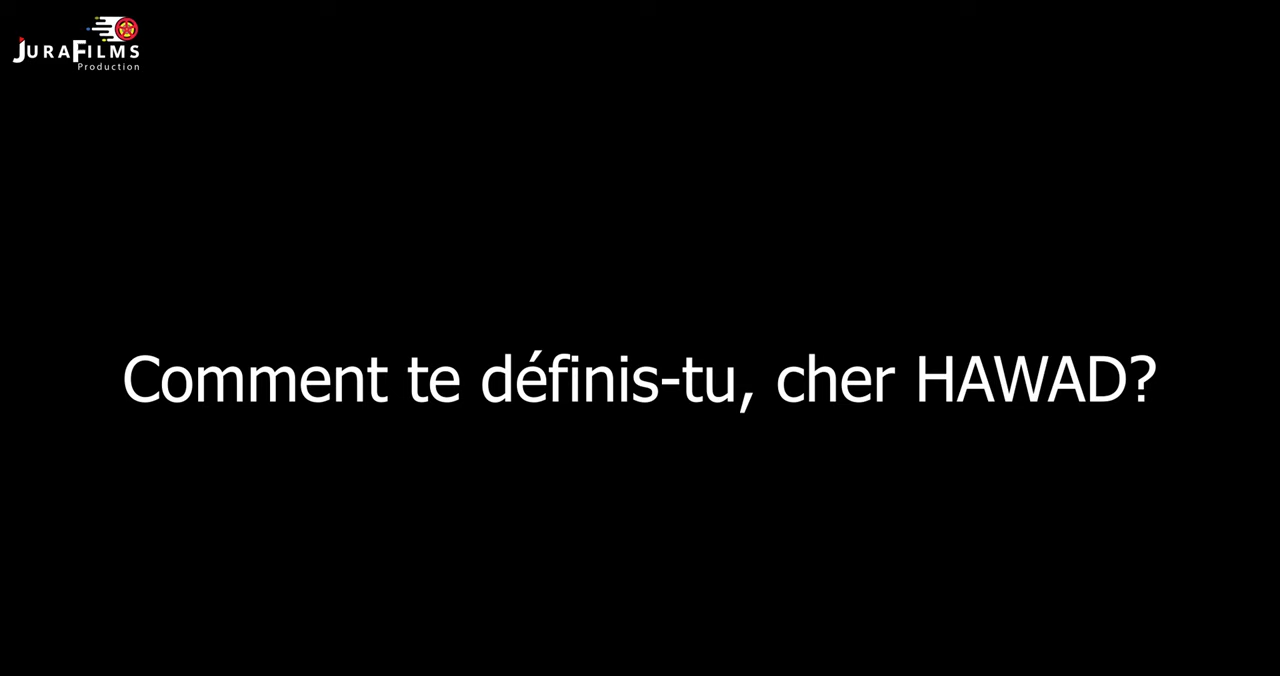 JURAFILMS
Production
Comment te définis-tu, cher HAWAD?